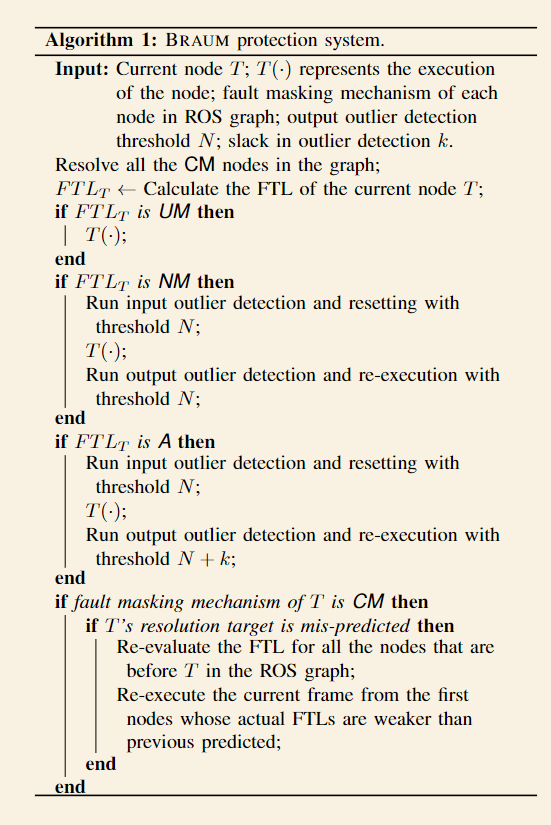 Algorithm 1: BRAUM protection system.
Input: Current node T; T(·) represents the execution
of the node; fault masking mechanism of each
node in ROS graph; output outlier detection
threshold N; slack in outlier detection k.
Resolve all the CM nodes in the graph;
FTL_T ← Calculate the FTL of the current node T;
if FTL_T is UM then
T(·);
end
if FTL_T is NM then
Run input outlier detection and resetting with
threshold N;
T(·);
Run output outlier detection and re-execution with
threshold N;
end
if FTL_T is A then
Run input outlier detection and resetting with
threshold N;
T(·);
Run output outlier detection and re-execution with
threshold N + k;
end
if fault masking mechanism of T is CM then
if T's resolution target is mis-predicted then
Re-evaluate the FTL for all the nodes that are
before T in the ROS graph;
Re-execute the current frame from the first
nodes whose actual FTLs are weaker than
previous predicted;
end
end